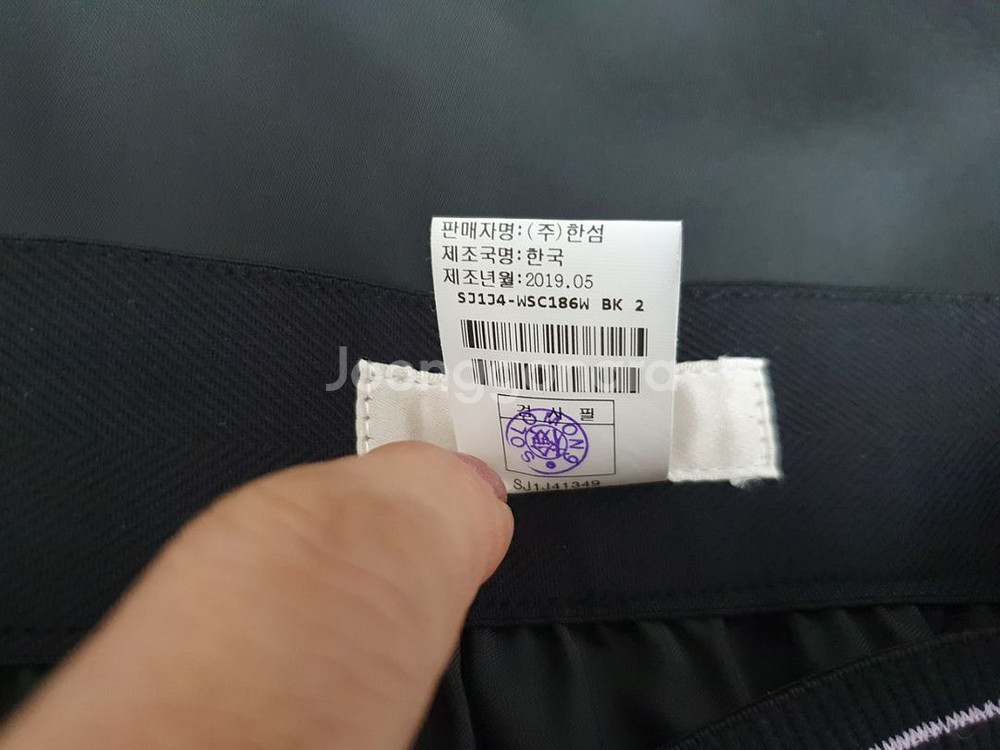 판매자명:(주)한섬
제조국명:한국
제조년월:2019.05
SJ1J4-WSC186W BK 2
Joonggonara
검 사 필
SJ1J41349